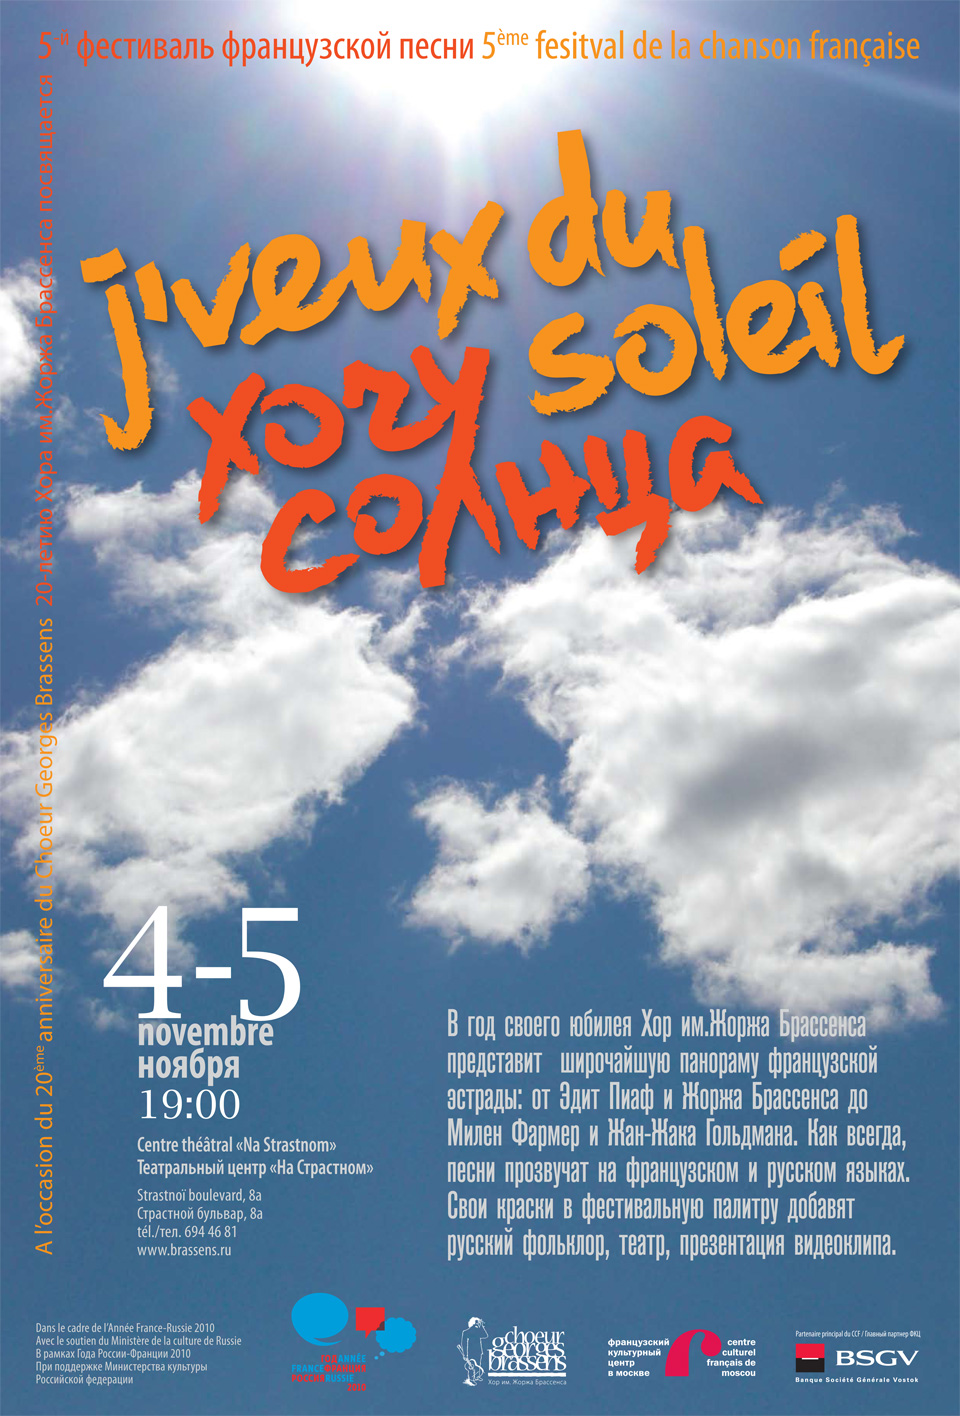 5-й фестиваль французской песни 5ème fesitval de la chanson française
A l'occasion du 20ème anniversaire du Choeur Georges Brassens 20-летию Хора им.Жоржа Брассенса посвящается
j'veux du
soleil
хочу
солнца
4-5
novembre
ноября
19:00
Centre théâtral «Na Strastnom»
Театральный центр «На Страстном»
Strastnoï boulevard, 8a
Страстной бульвар, 8а
tél./тел. 694 46 81
www.brassens.ru
В год своего юбилея Хор им.Жоржа Брассенса
представит широчайшую панораму французской
эстрады: от Эдит Пиаф и Жоржа Брассенса до
Милен Фармер и Жан-Жака Гольдмана. Как всегда,
песни прозвучат на французском и русском языках.
Свои краски в фестивальную палитру добавят
русский фольклор, театр, презентация видеоклипа.
Dans le cadre de l'Année France-Russie 2010
Avec le soutien du Ministère de la culture de Russie
В рамках Года России-Франции 2010
При поддержке Министерства культуры
Российской федерации
ANNÉE
FRANCE
RUSSIE
2010
choeur
georges
brassens
Хор им. Жоржа Брассенса
французский
культурный
центр
в москве
centre
culturel
français de
moscou
Partenaire principal du CCF / Главный партнер ФКЦ
BSGV
Banque Société Générale Vostok